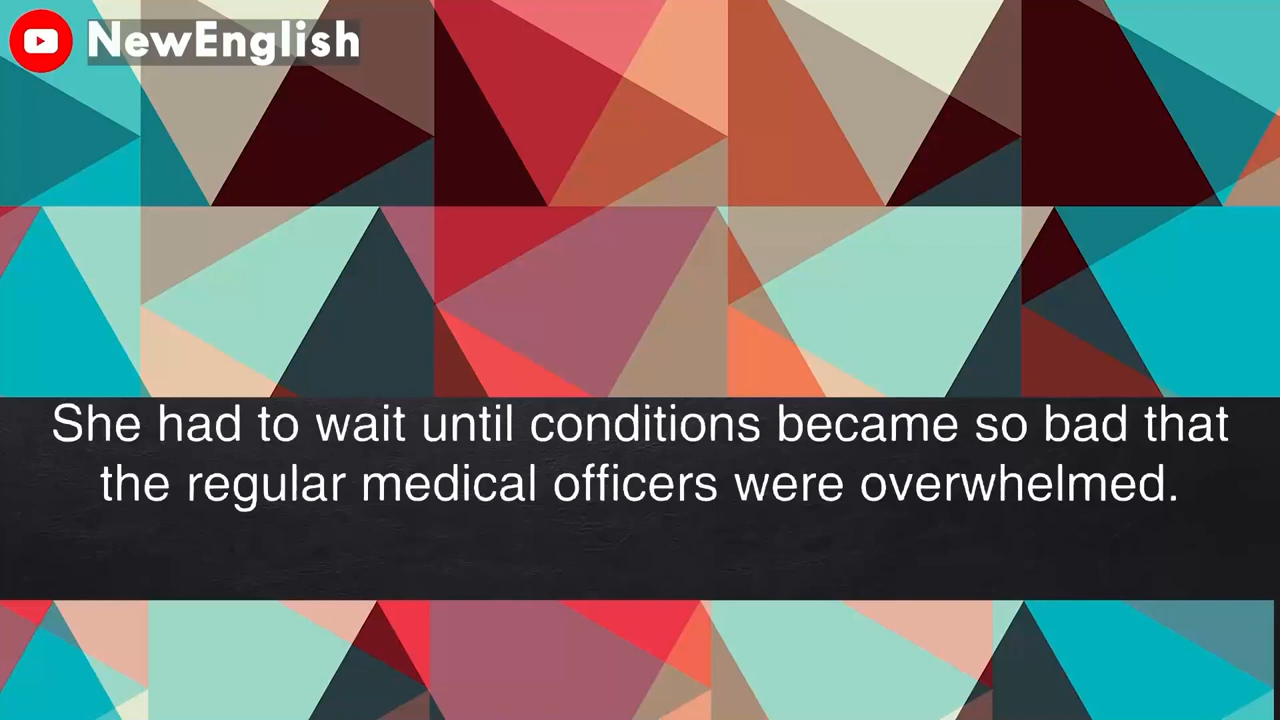 NewEnglish
She had to wait until conditions became so bad that
the regular medical officers were overwhelmed.